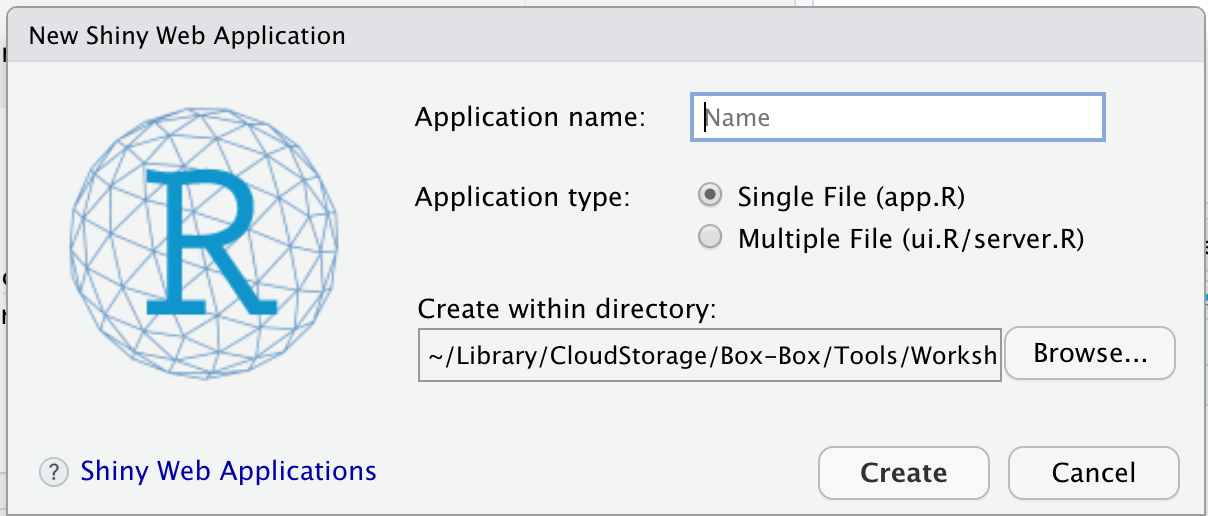 New Shiny Web Application
R
Application name: Name
Application type: Single File (app.R)
Multiple File (ui.R/server.R)
Create within directory:
~/Library/CloudStorage/Box-Box/Tools/Worksh Browse...
? Shiny Web Applications Create Cancel